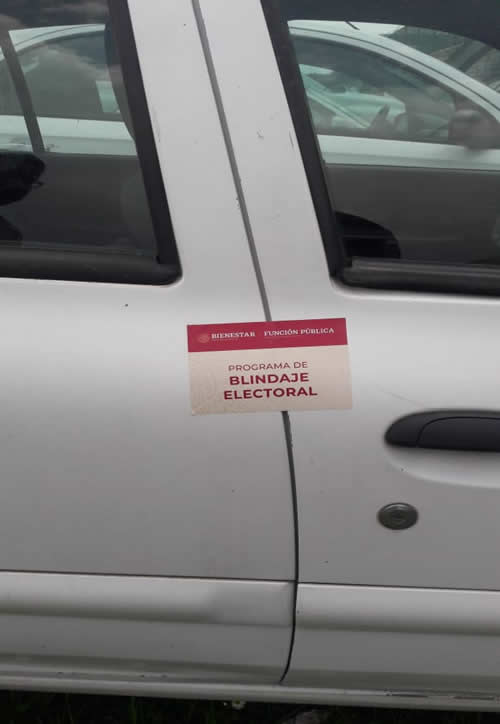 BIENESTAR FUNCIÓN PÚBLICA
PROGRAMA DE
BLINDAJE
ELECTORAL